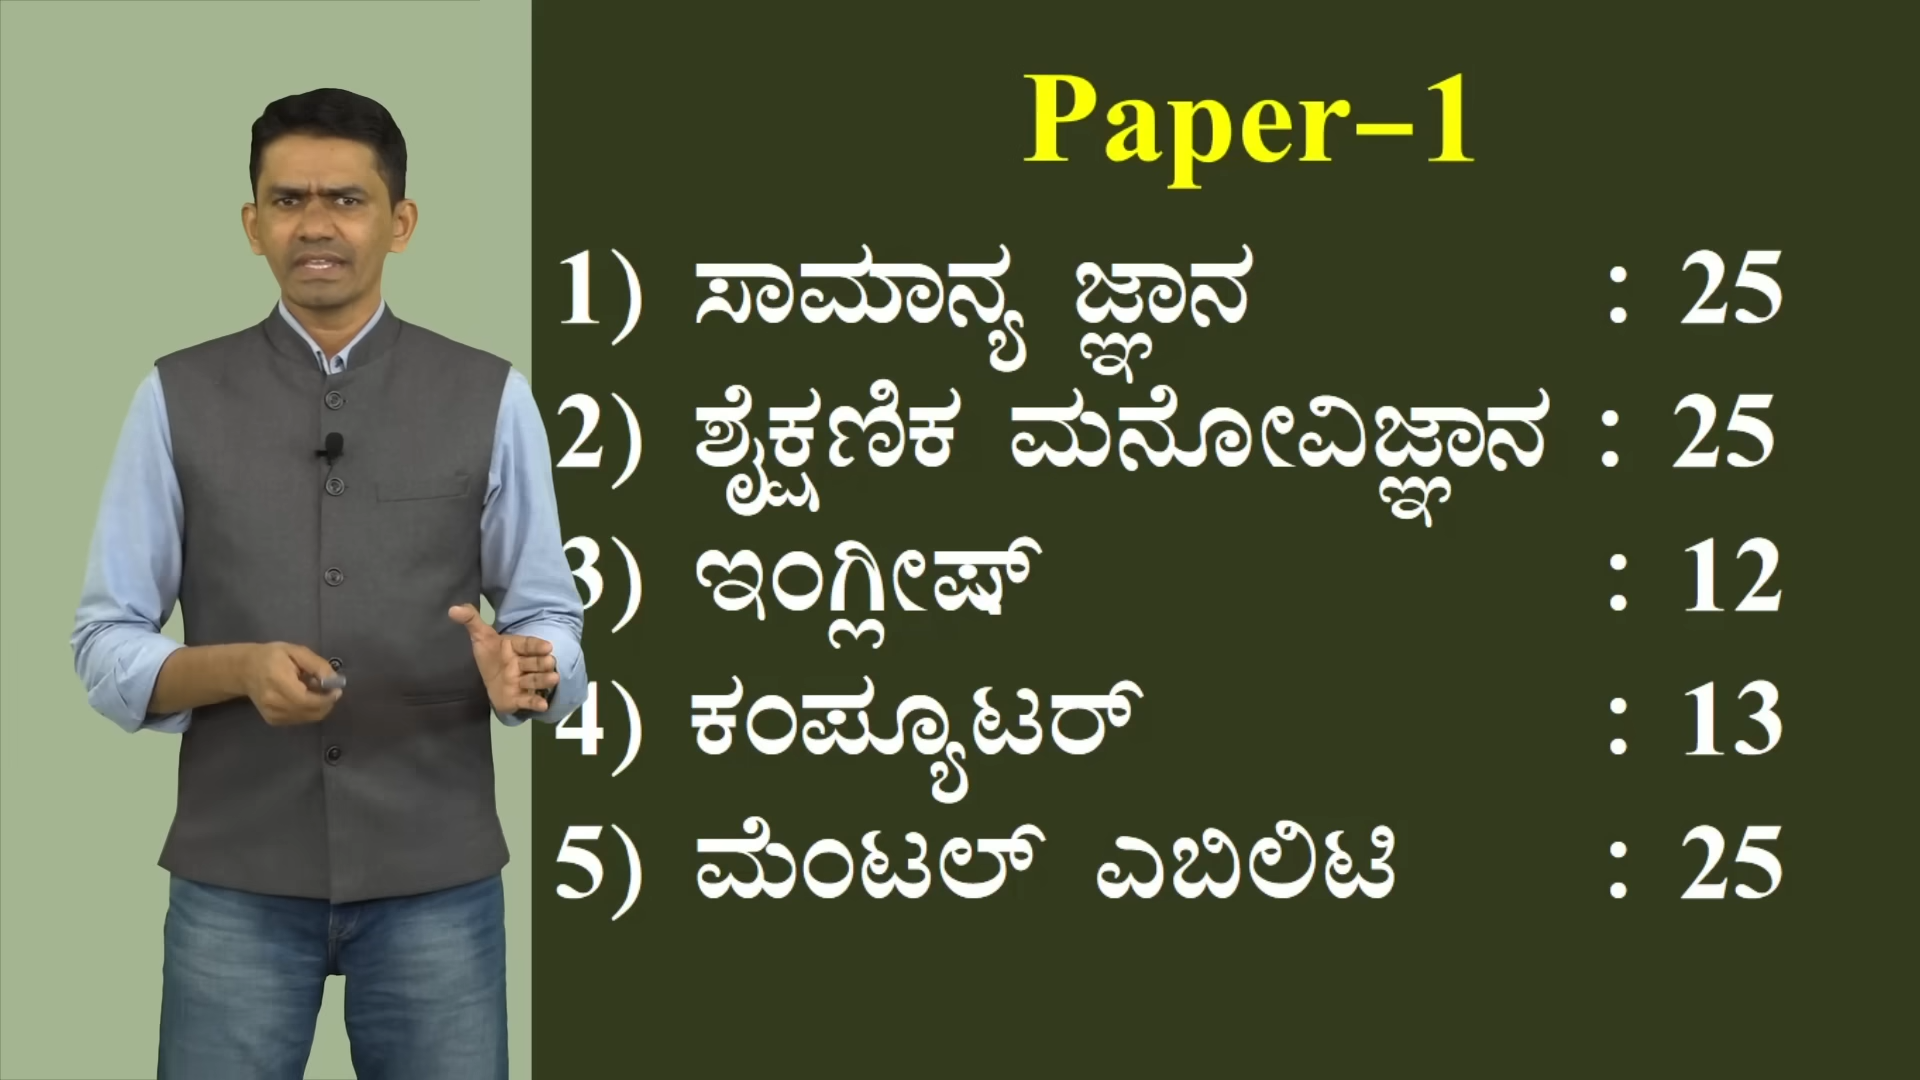 Paper-1
1) ಸಾಮಾನ್ಯ ಜ್ಞಾನ : 25
2) ಶೈಕ್ಷಣಿಕ ಮನೋವಿಜ್ಞಾನ : 25
3) ಇಂಗ್ಲೀಷ್ : 12
4) ಕಂಪ್ಯೂಟರ್ : 13
5) ಮೆಂಟಲ್ ಎಬಿಲಿಟಿ : 25